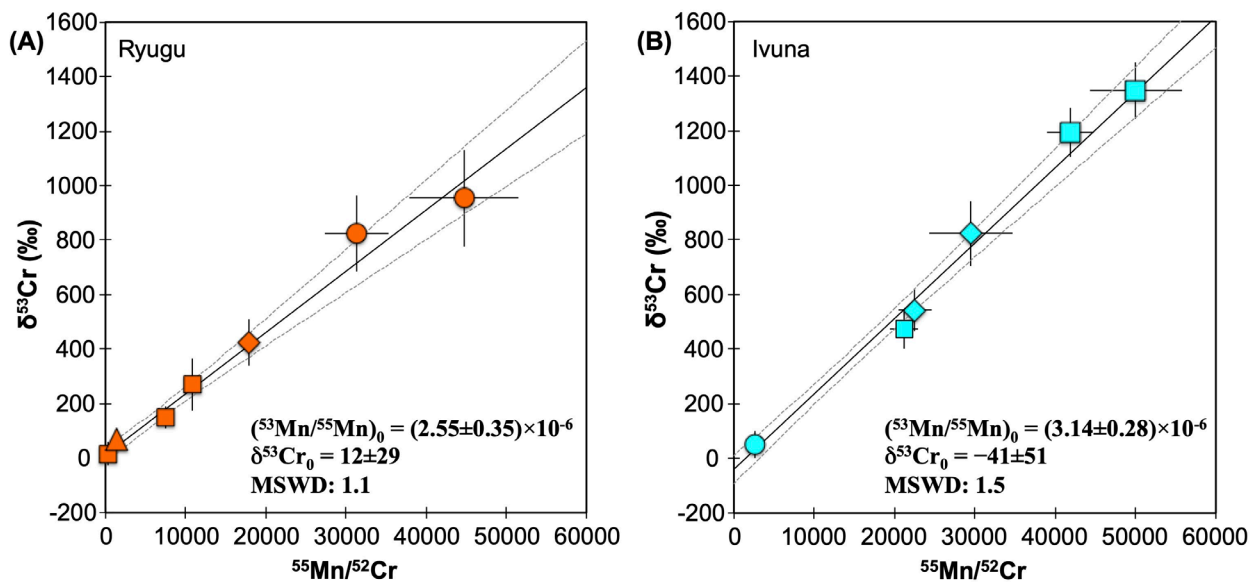 (A)
Ryugu
1600
1400
1200
1000
800
600
400
200
0
-200
δ⁵³Cr (‰)
(⁵³Mn/⁵⁵Mn)₀ = (2.55±0.35)×10⁻⁶
δ⁵³Cr₀ = 12±29
MSWD: 1.1
0 10000 20000 30000 40000 50000 60000
⁵⁵Mn/⁵²Cr
(B)
Ivuna
1600
1400
1200
1000
800
600
400
200
0
-200
δ⁵³Cr (‰)
(⁵³Mn/⁵⁵Mn)₀ = (3.14±0.28)×10⁻⁶
δ⁵³Cr₀ = −41±51
MSWD: 1.5
0 10000 20000 30000 40000 50000 60000
⁵⁵Mn/⁵²Cr